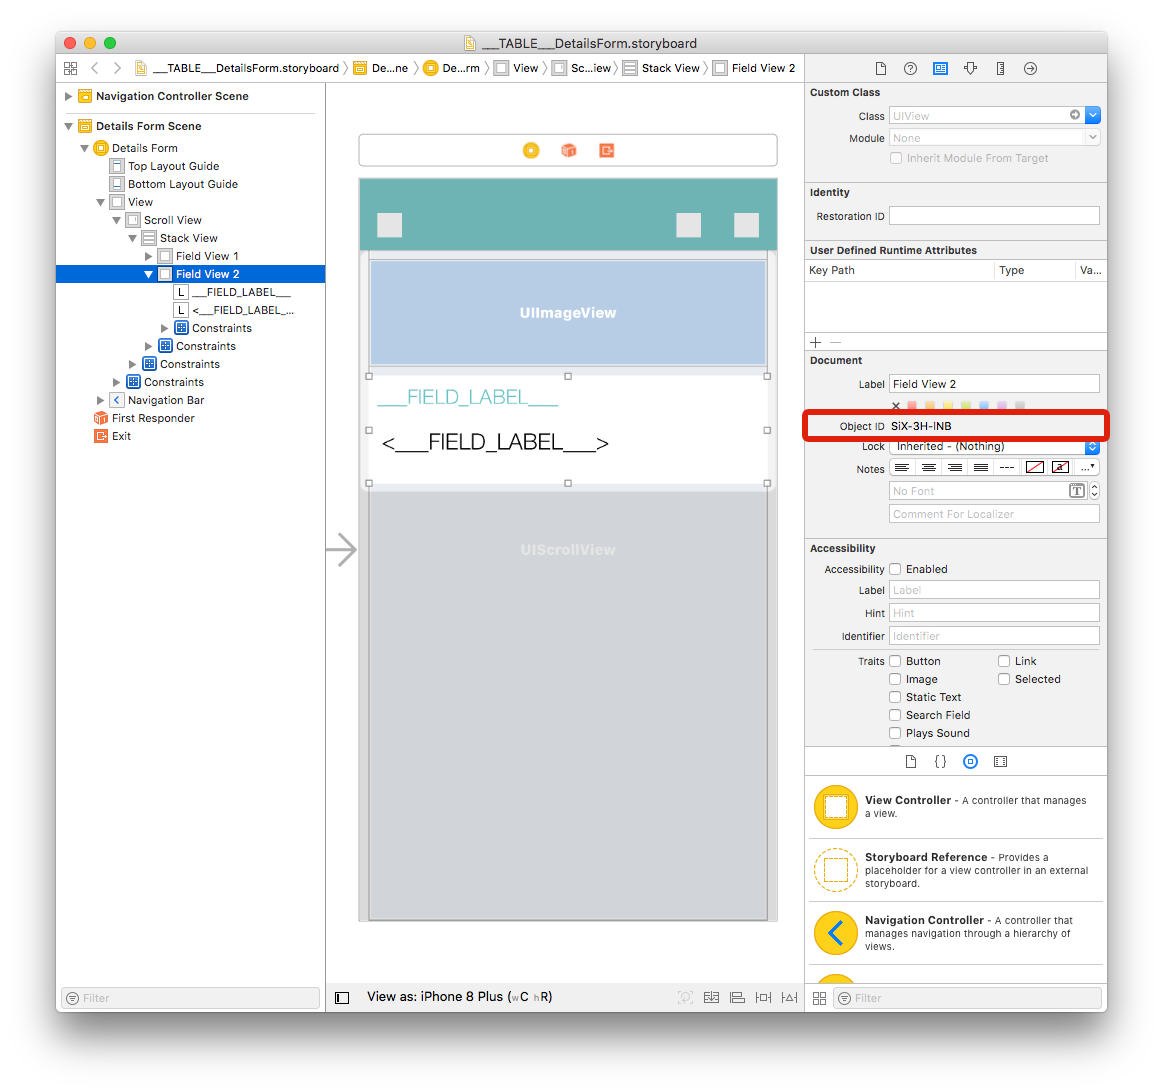 ___TABLE___DetailsForm.storyboard
___TABLE___DetailsForm.storyboard
De...ne
De...rm
View
Sc...iew
Stack View
Field View 2
Navigation Controller Scene
Details Form Scene
Details Form
Top Layout Guide
Bottom Layout Guide
View
Scroll View
Stack View
Field View 1
Field View 2
L ___FIELD_LABEL___
L <___FIELD_LABEL_...
Constraints
Constraints
Constraints
Constraints
Navigation Bar
First Responder
Exit
Filter
UIImageView
___FIELD_LABEL___
<___FIELD_LABEL___>
UIScrollView
View as: iPhone 8 Plus (wC hR)
Custom Class
Class UIView
Module None
Inherit Module From Target
Identity
Restoration ID
User Defined Runtime Attributes
Key Path Type Va...
Document
Label Field View 2
Object ID SiX-3H-lNB
Lock Inherited - (Nothing)
Notes
No Font
Comment For Localizer
Accessibility
Accessibility Enabled
Label Label
Hint Hint
Identifier Identifier
Traits Button Link
Image Selected
Static Text
Search Field
Plays Sound
View Controller - A controller that manages
a view.
Storyboard Reference - Provides a
placeholder for a view controller in an external
storyboard.
Navigation Controller - A controller that
manages navigation through a hierarchy of
views.
Filter